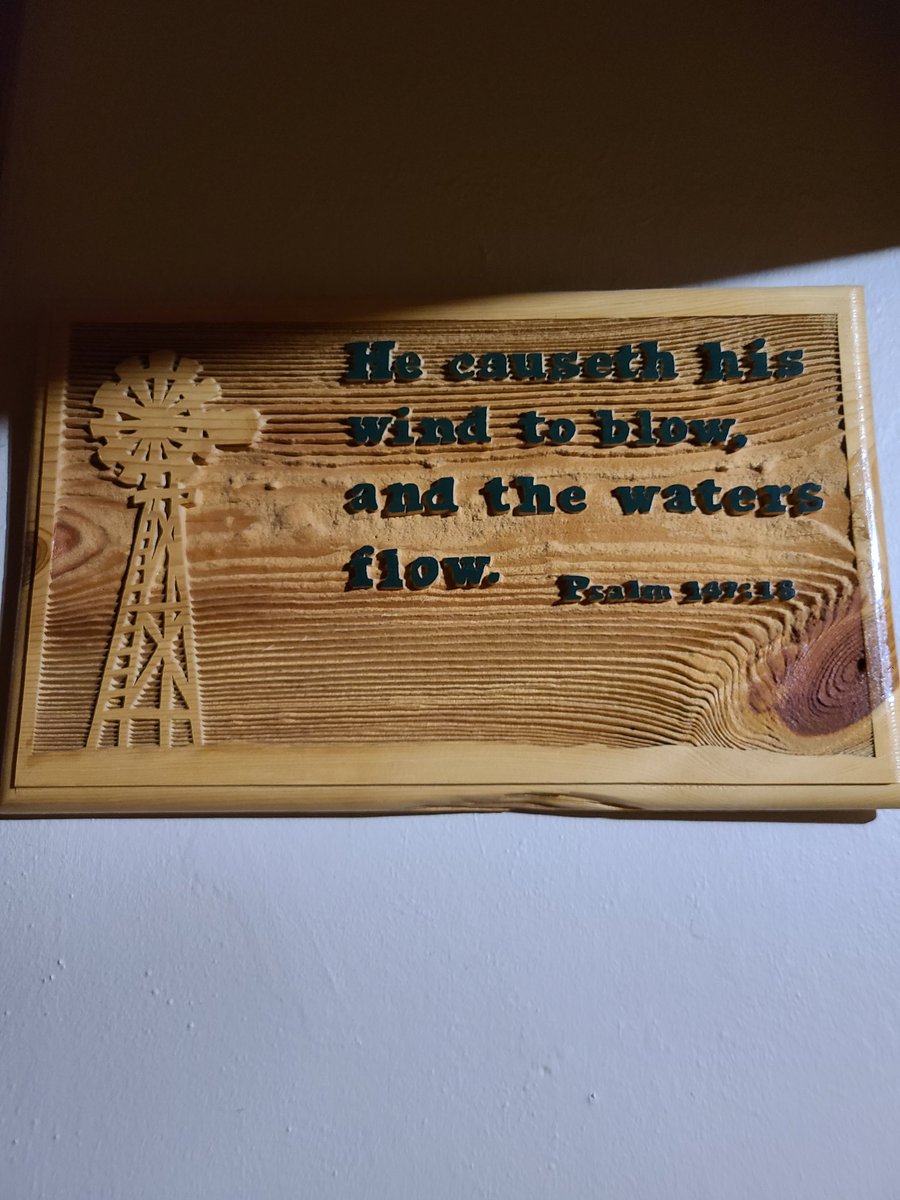 He causeth his
wind to blow,
and the waters
flow.
Psalm 147:18